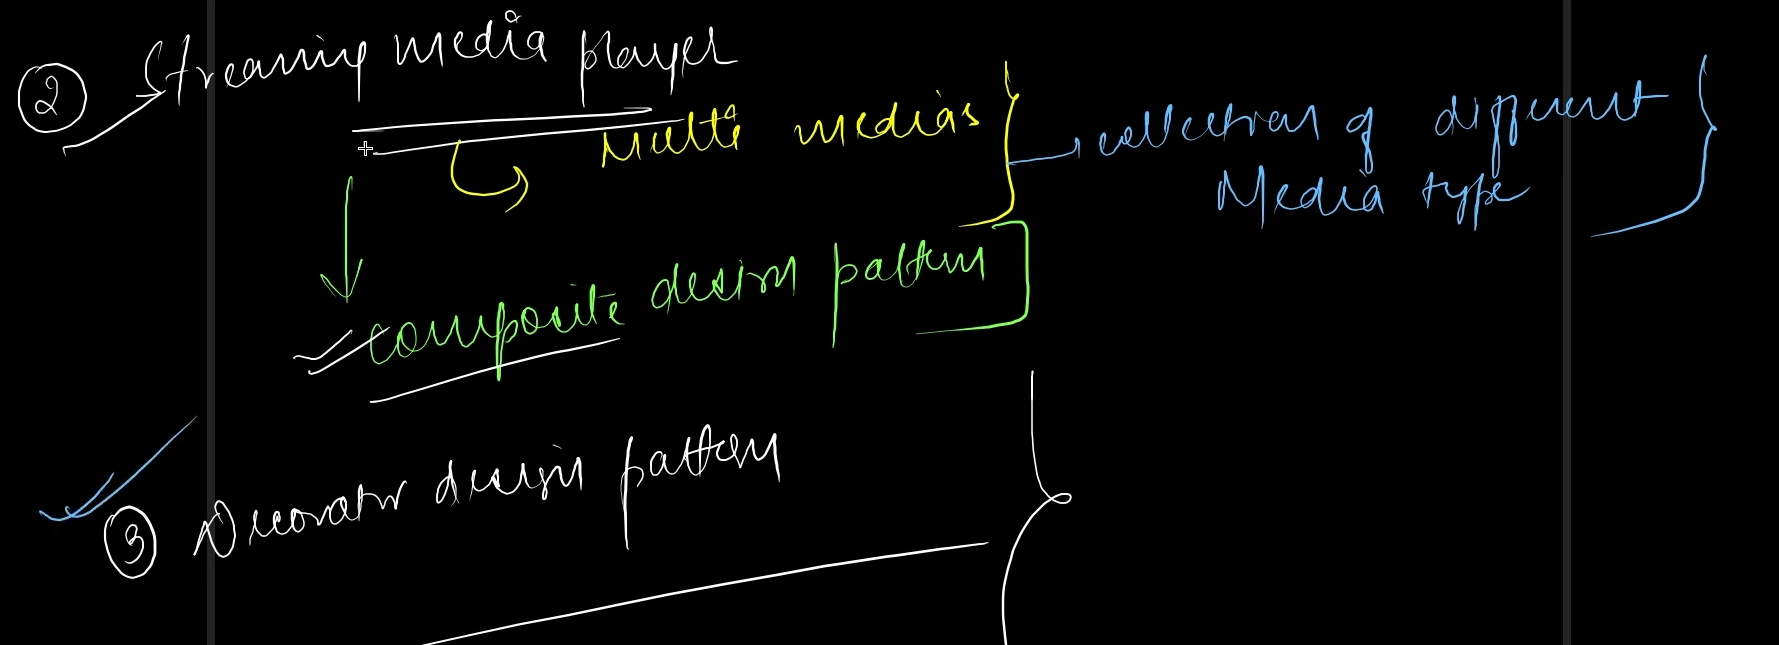 ② Streaming media player
Multi medias
collection of different
Media type
composite design pattern
③ Decorator design pattern